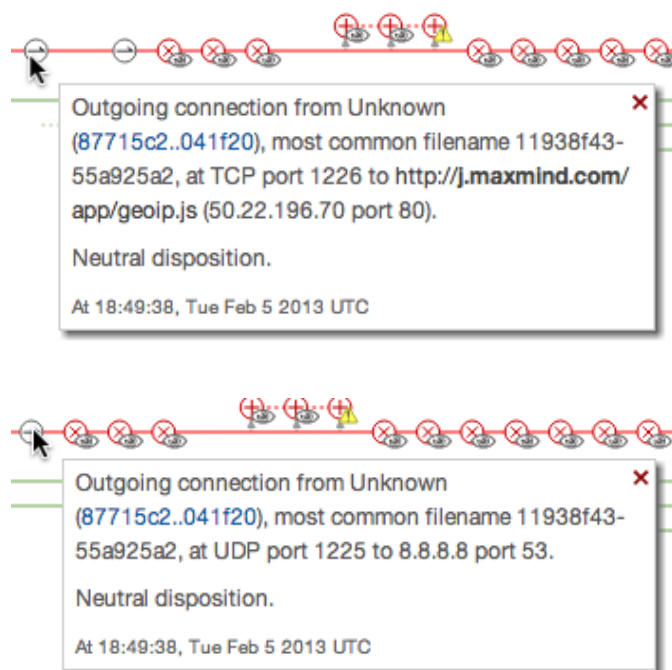 Outgoing connection from Unknown
(87715c2..041f20), most common filename 11938f43-
55a925a2, at TCP port 1226 to http://j.maxmind.com/
app/geoip.js (50.22.196.70 port 80).
Neutral disposition.
At 18:49:38, Tue Feb 5 2013 UTC
Outgoing connection from Unknown
(87715c2..041f20), most common filename 11938f43-
55a925a2, at UDP port 1225 to 8.8.8.8 port 53.
Neutral disposition.
At 18:49:38, Tue Feb 5 2013 UTC